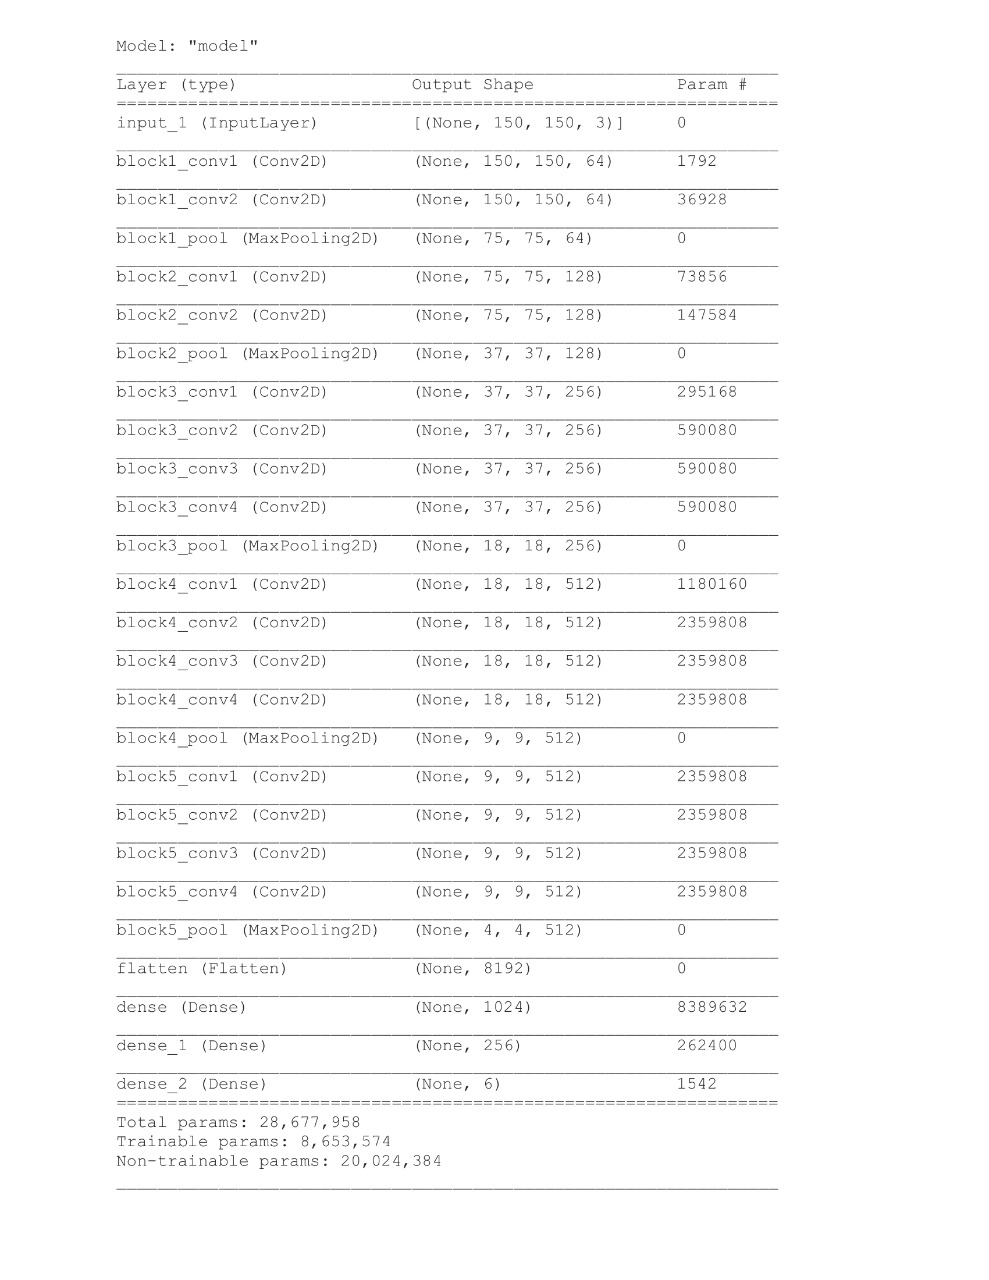 Model: "model"
Layer (type) Output Shape Param #
input_1 (InputLayer) [(None, 150, 150, 3)] 0
block1_conv1 (Conv2D) (None, 150, 150, 64) 1792
block1_conv2 (Conv2D) (None, 150, 150, 64) 36928
block1_pool (MaxPooling2D) (None, 75, 75, 64) 0
block2_conv1 (Conv2D) (None, 75, 75, 128) 73856
block2_conv2 (Conv2D) (None, 75, 75, 128) 147584
block2_pool (MaxPooling2D) (None, 37, 37, 128) 0
block3_conv1 (Conv2D) (None, 37, 37, 256) 295168
block3_conv2 (Conv2D) (None, 37, 37, 256) 590080
block3_conv3 (Conv2D) (None, 37, 37, 256) 590080
block3_conv4 (Conv2D) (None, 37, 37, 256) 590080
block3_pool (MaxPooling2D) (None, 18, 18, 256) 0
block4_conv1 (Conv2D) (None, 18, 18, 512) 1180160
block4_conv2 (Conv2D) (None, 18, 18, 512) 2359808
block4_conv3 (Conv2D) (None, 18, 18, 512) 2359808
block4_conv4 (Conv2D) (None, 18, 18, 512) 2359808
block4_pool (MaxPooling2D) (None, 9, 9, 512) 0
block5_conv1 (Conv2D) (None, 9, 9, 512) 2359808
block5_conv2 (Conv2D) (None, 9, 9, 512) 2359808
block5_conv3 (Conv2D) (None, 9, 9, 512) 2359808
block5_conv4 (Conv2D) (None, 9, 9, 512) 2359808
block5_pool (MaxPooling2D) (None, 4, 4, 512) 0
flatten (Flatten) (None, 8192) 0
dense (Dense) (None, 1024) 8389632
dense_1 (Dense) (None, 256) 262400
dense_2 (Dense) (None, 6) 1542
Total params: 28,677,958
Trainable params: 8,653,574
Non-trainable params: 20,024,384